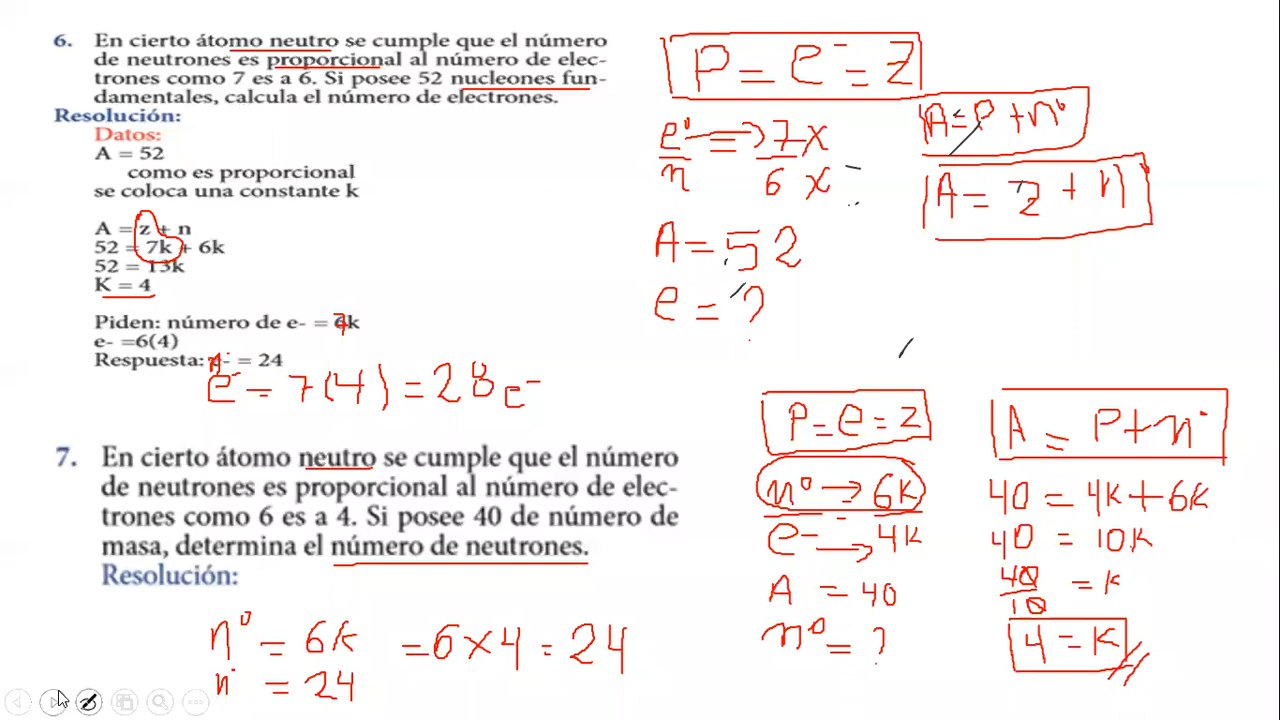 6. En cierto átomo neutro se cumple que el número
de neutrones es proporcional al número de elec-
trones como 7 es a 6. Si posee 52 nucleones fun-
damentales, calcula el número de electrones.
Resolución:
Datos:
A = 52
como es proporcional
se coloca una constante k
A = z + n
52 = 7k + 6k
52 = 13k
K = 4
Piden: número de e- = 7k
e- =6(4)
Respuesta: e- = 24
e- = 7(4) = 28 e-
P = e- = Z
e° → = 7x
n 6x
A = 52
e = ?
A = P + n°
A = Z + n
7. En cierto átomo neutro se cumple que el número
de neutrones es proporcional al número de elec-
trones como 6 es a 4. Si posee 40 de número de
masa, determina el número de neutrones.
Resolución:
n° = 6k = 6 x 4 = 24
n° = 24
P = e = Z
n° → 6k
e- → 4k
A = 40
n° = ?
A = P + n°
40 = 4k + 6k
40 = 10k
40/10 = k
4 = k //